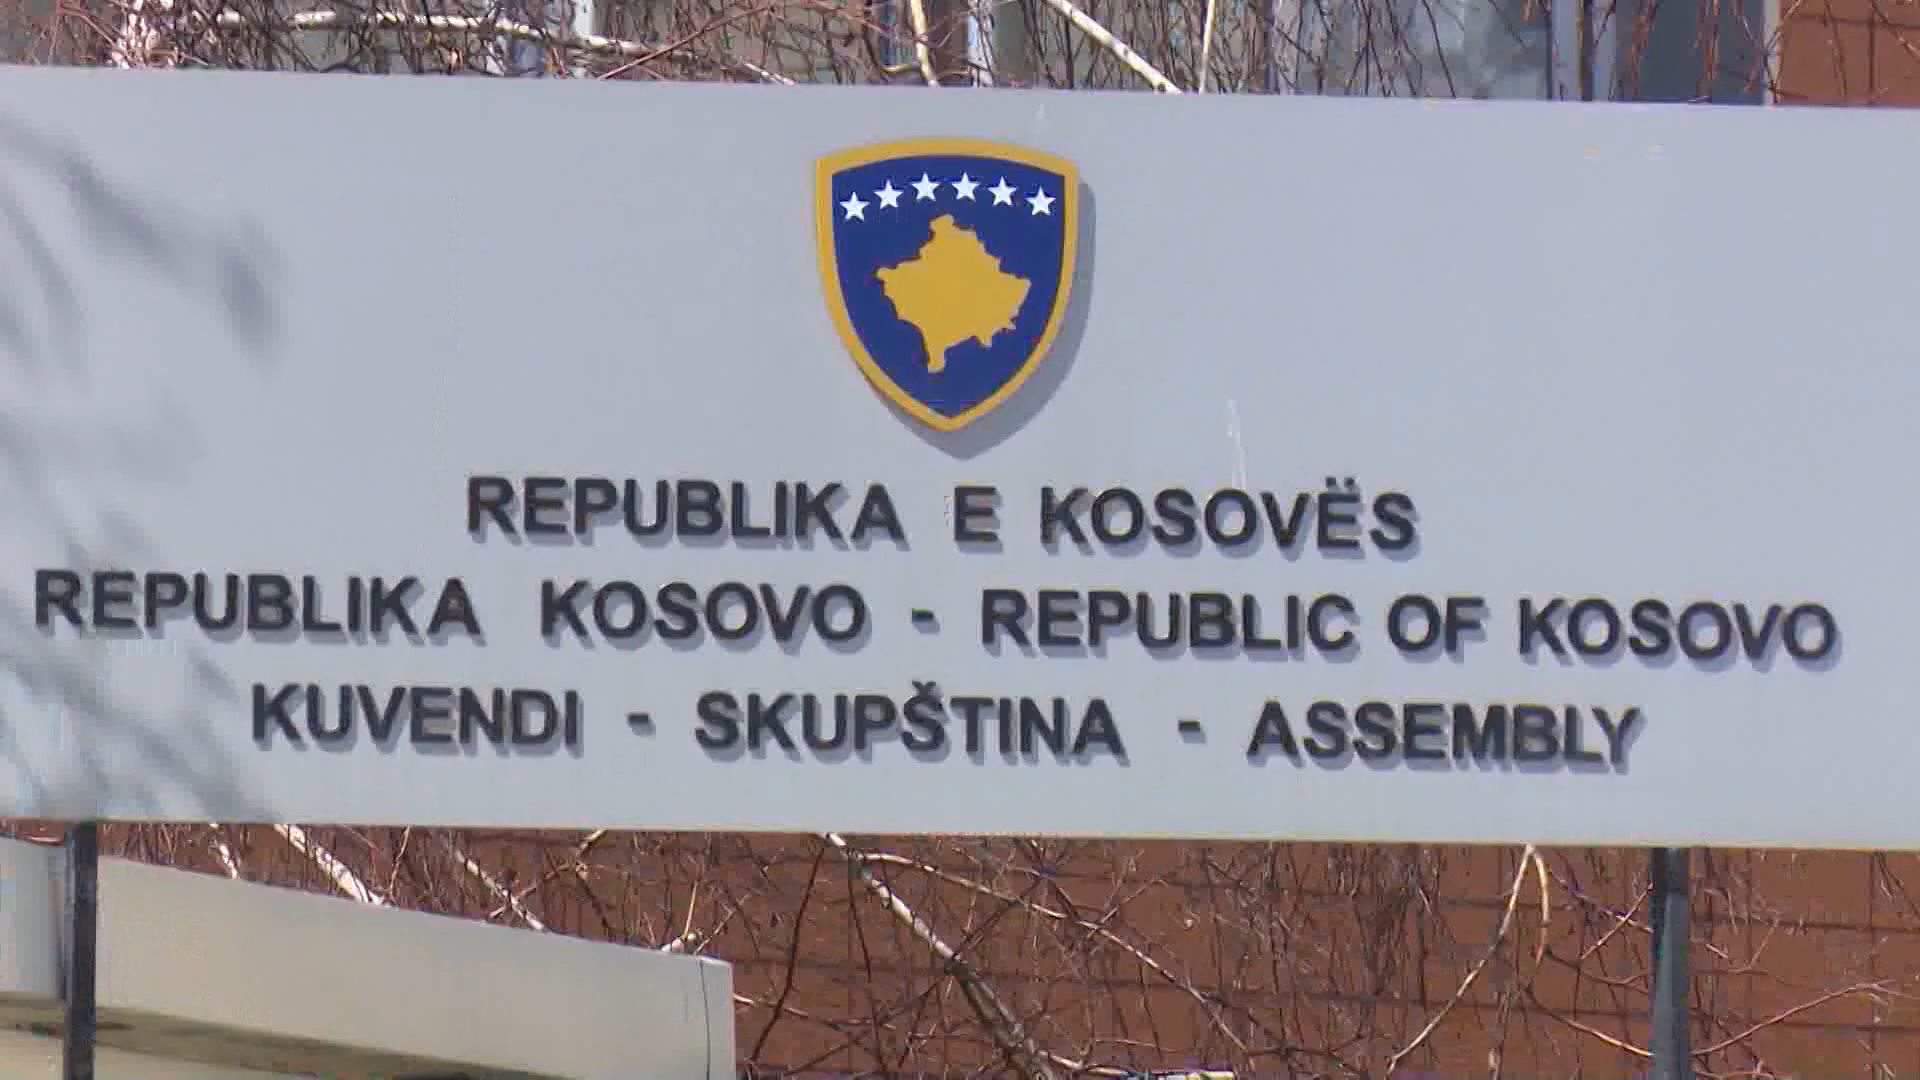 REPUBLIKA E KOSOVËS
REPUBLIKA KOSOVO - REPUBLIC OF KOSOVO
KUVENDI - SKUPŠTINA - ASSEMBLY